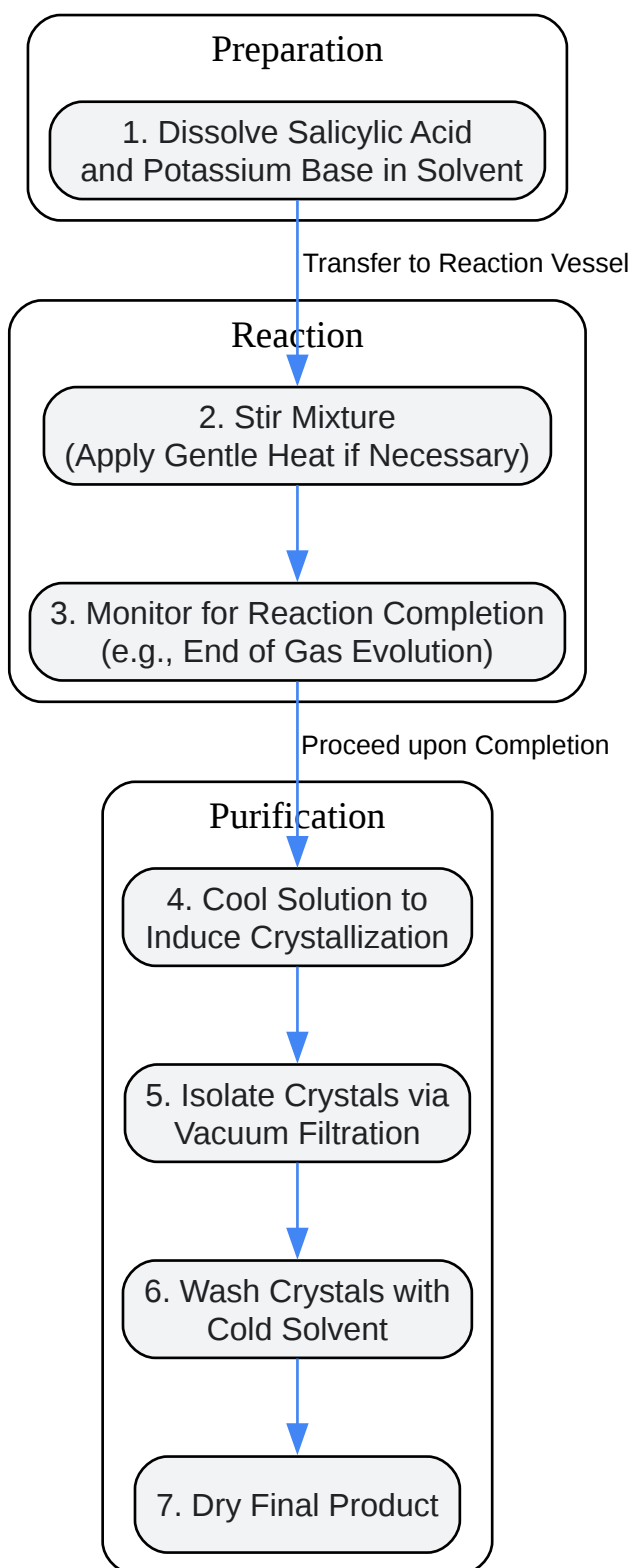 Preparation
1. Dissolve Salicylic Acid
and Potassium Base in Solvent
Transfer to Reaction Vessel
Reaction
2. Stir Mixture
(Apply Gentle Heat if Necessary)
3. Monitor for Reaction Completion
(e.g., End of Gas Evolution)
Proceed upon Completion
Purification
4. Cool Solution to
Induce Crystallization
5. Isolate Crystals via
Vacuum Filtration
6. Wash Crystals with
Cold Solvent
7. Dry Final Product